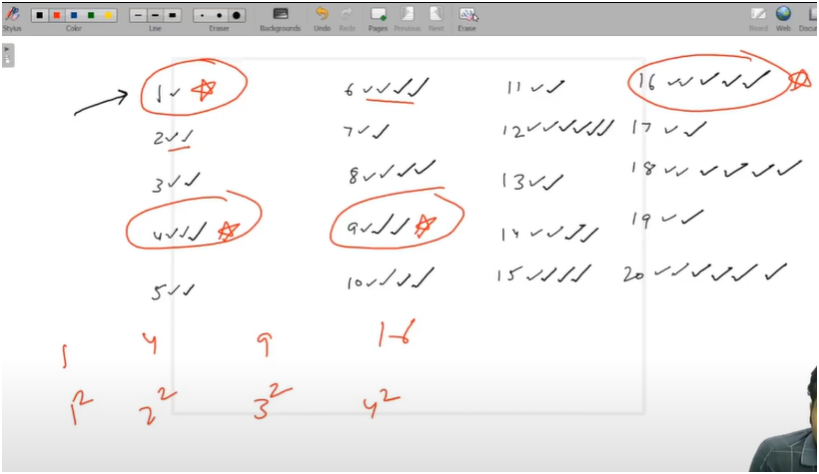 Stylus Color Line Eraser Backgrounds Undo Redo Pages Previous Next Erase Board Web Docu
1 ✓ ☆ 6 ✓✓✓✓ 11 ✓✓ 16 ✓✓✓✓✓ ☆
2 ✓✓ 7 ✓✓ 12 ✓✓✓✓✓✓ 17 ✓✓
3 ✓✓ 8 ✓✓✓✓ 13 ✓✓ 18 ✓✓✓✓✓✓
4 ✓✓✓ ☆ 9 ✓✓✓ ☆ 14 ✓✓✓✓ 19 ✓✓
5 ✓✓ 10 ✓✓✓✓ 15 ✓✓✓✓ 20 ✓✓✓✓✓✓
1 4 9 16
1² 2² 3² 4²